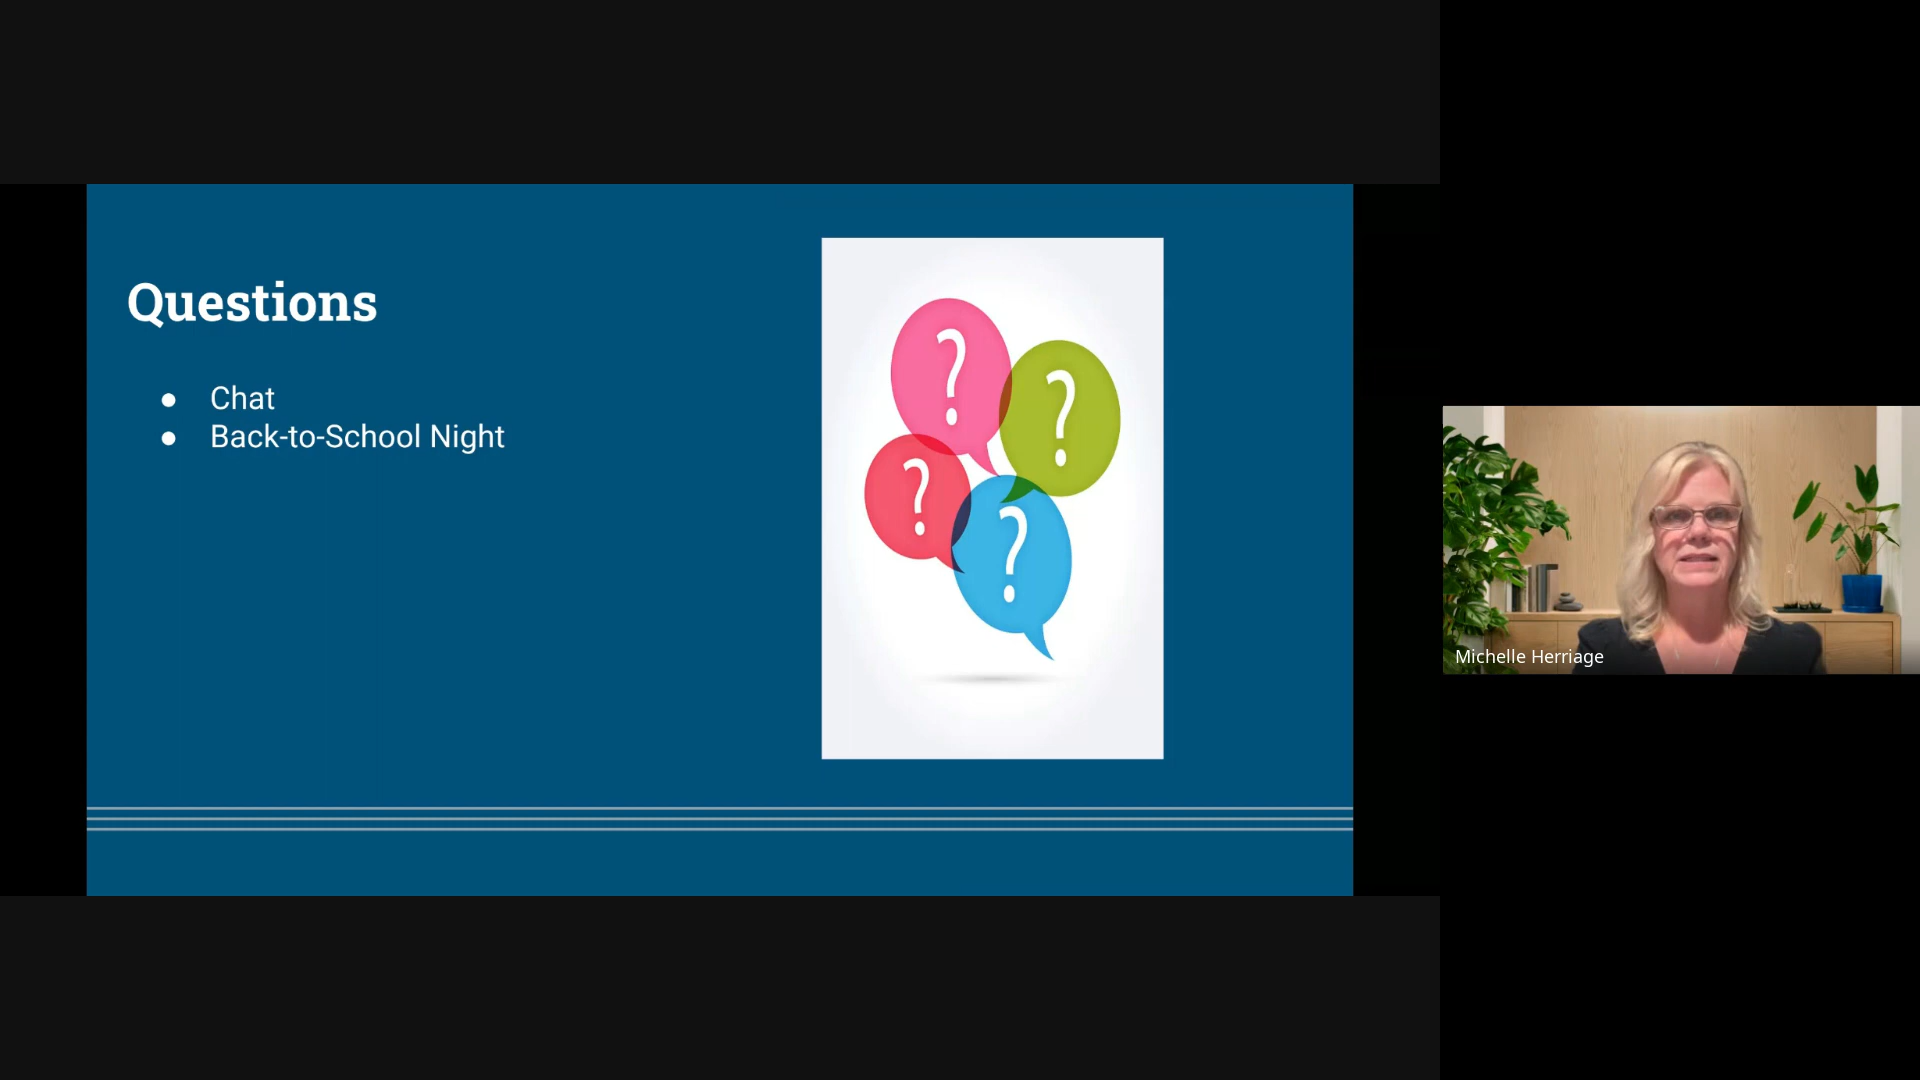 Questions
● Chat
● Back-to-School Night
?
?
?
?
Michelle Herriage